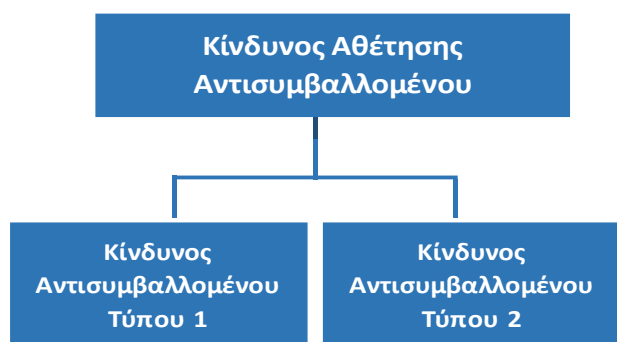 Κίνδυνος Αθέτησης
Αντισυμβαλλομένου
Κίνδυνος
Αντισυμβαλλομένου
Τύπου 1
Κίνδυνος
Αντισυμβαλλομένου
Τύπου 2